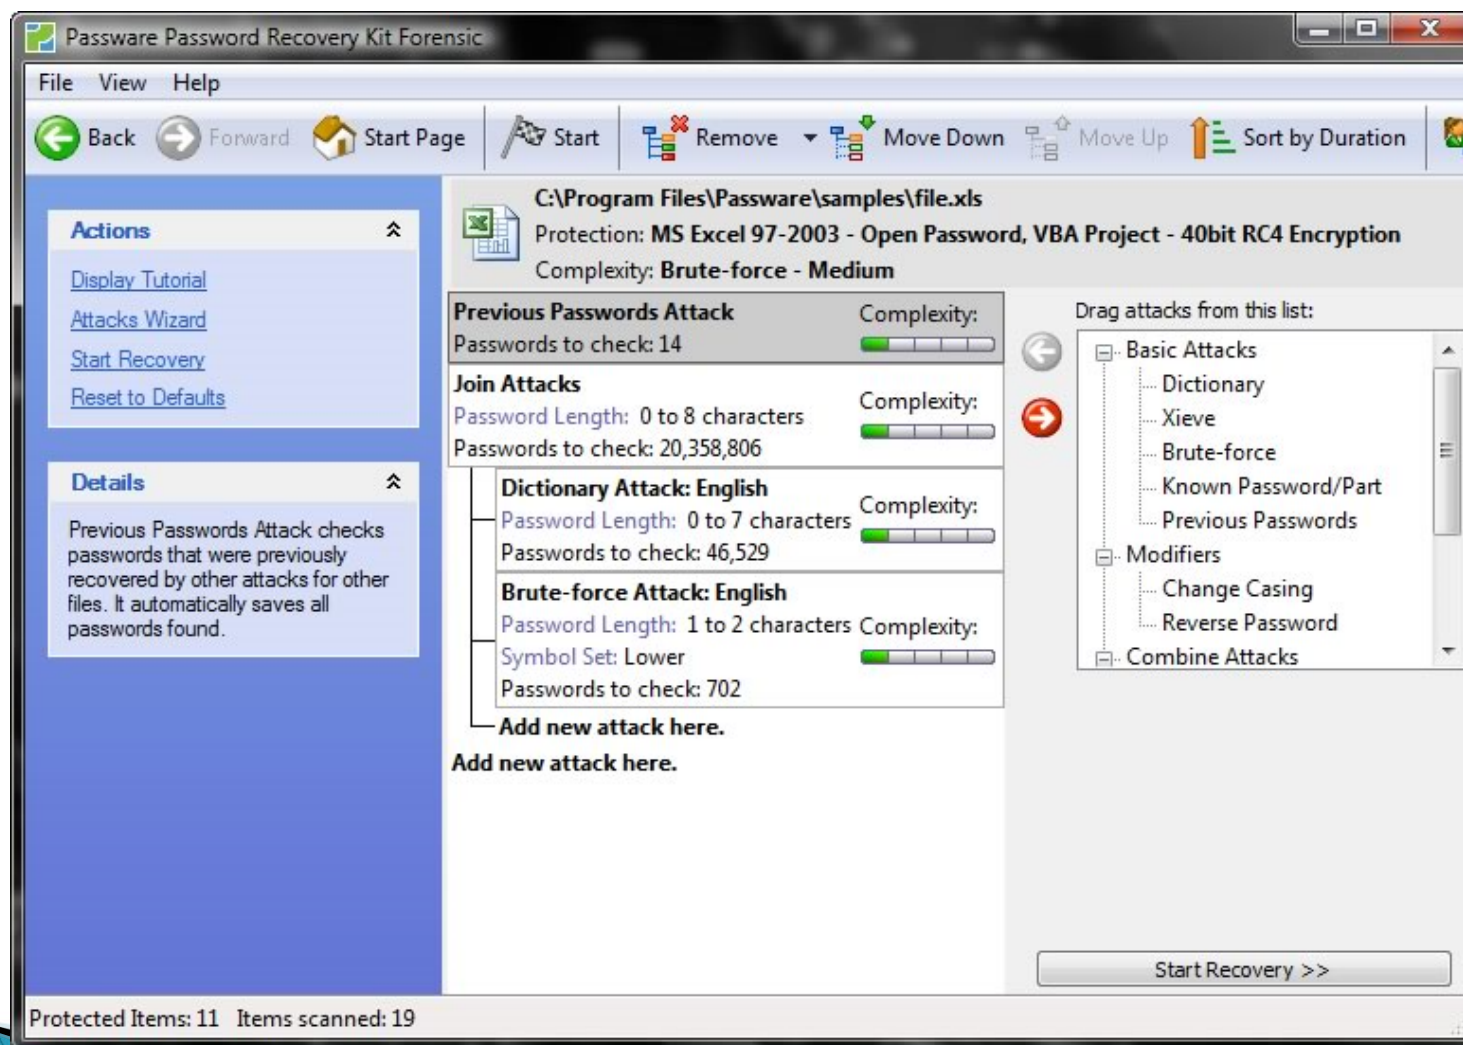 Passware Password Recovery Kit Forensic
File View Help
Back Forward Start Page Start Remove Move Down Move Up Sort by Duration
Actions
Display Tutorial
Attacks Wizard
Start Recovery
Reset to Defaults
Details
Previous Passwords Attack checks
passwords that were previously
recovered by other attacks for other
files. It automatically saves all
passwords found.
C:\Program Files\Passware\samples\file.xls
Protection: MS Excel 97-2003 - Open Password, VBA Project - 40bit RC4 Encryption
Complexity: Brute-force - Medium
Previous Passwords Attack
Complexity:
Passwords to check: 14
Join Attacks
Password Length: 0 to 8 characters
Complexity:
Passwords to check: 20,358,806
Dictionary Attack: English
Password Length: 0 to 7 characters
Complexity:
Passwords to check: 46,529
Brute-force Attack: English
Password Length: 1 to 2 characters
Complexity:
Symbol Set: Lower
Passwords to check: 702
Add new attack here.
Add new attack here.
Drag attacks from this list:
Basic Attacks
Dictionary
Xieve
Brute-force
Known Password/Part
Previous Passwords
Modifiers
Change Casing
Reverse Password
Combine Attacks
Start Recovery >>
Protected Items: 11 Items scanned: 19